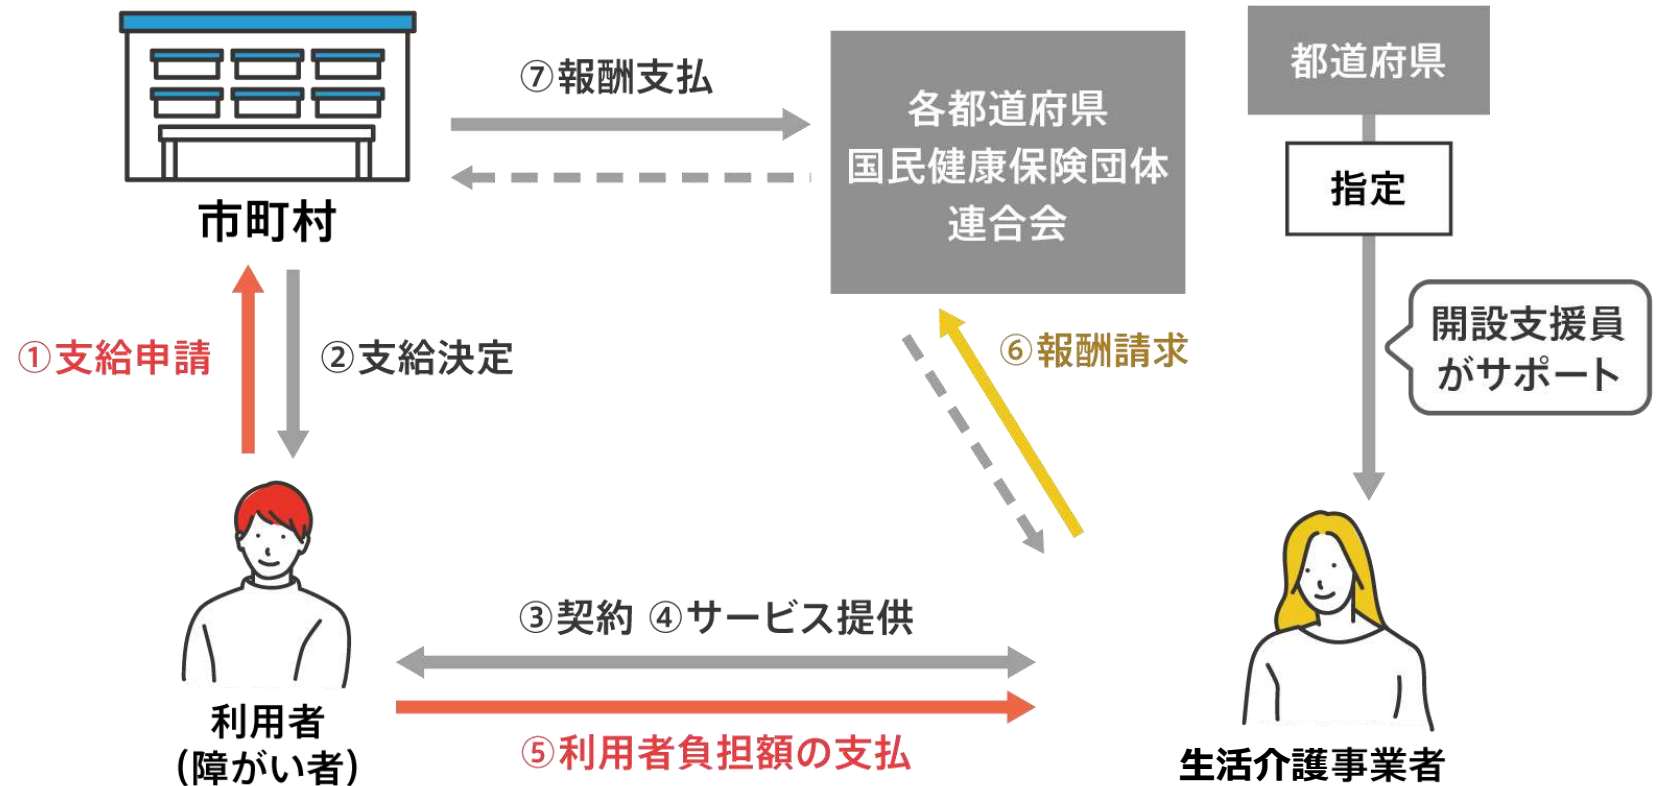 都道府県
⑦報酬支払
各都道府県
国民健康保険団体
連合会
指定
市町村
①支給申請
②支給決定
⑥報酬請求
開設支援員
がサポート
③契約 ④サービス提供
⑤利用者負担額の支払
利用者
(障がい者)
生活介護事業者